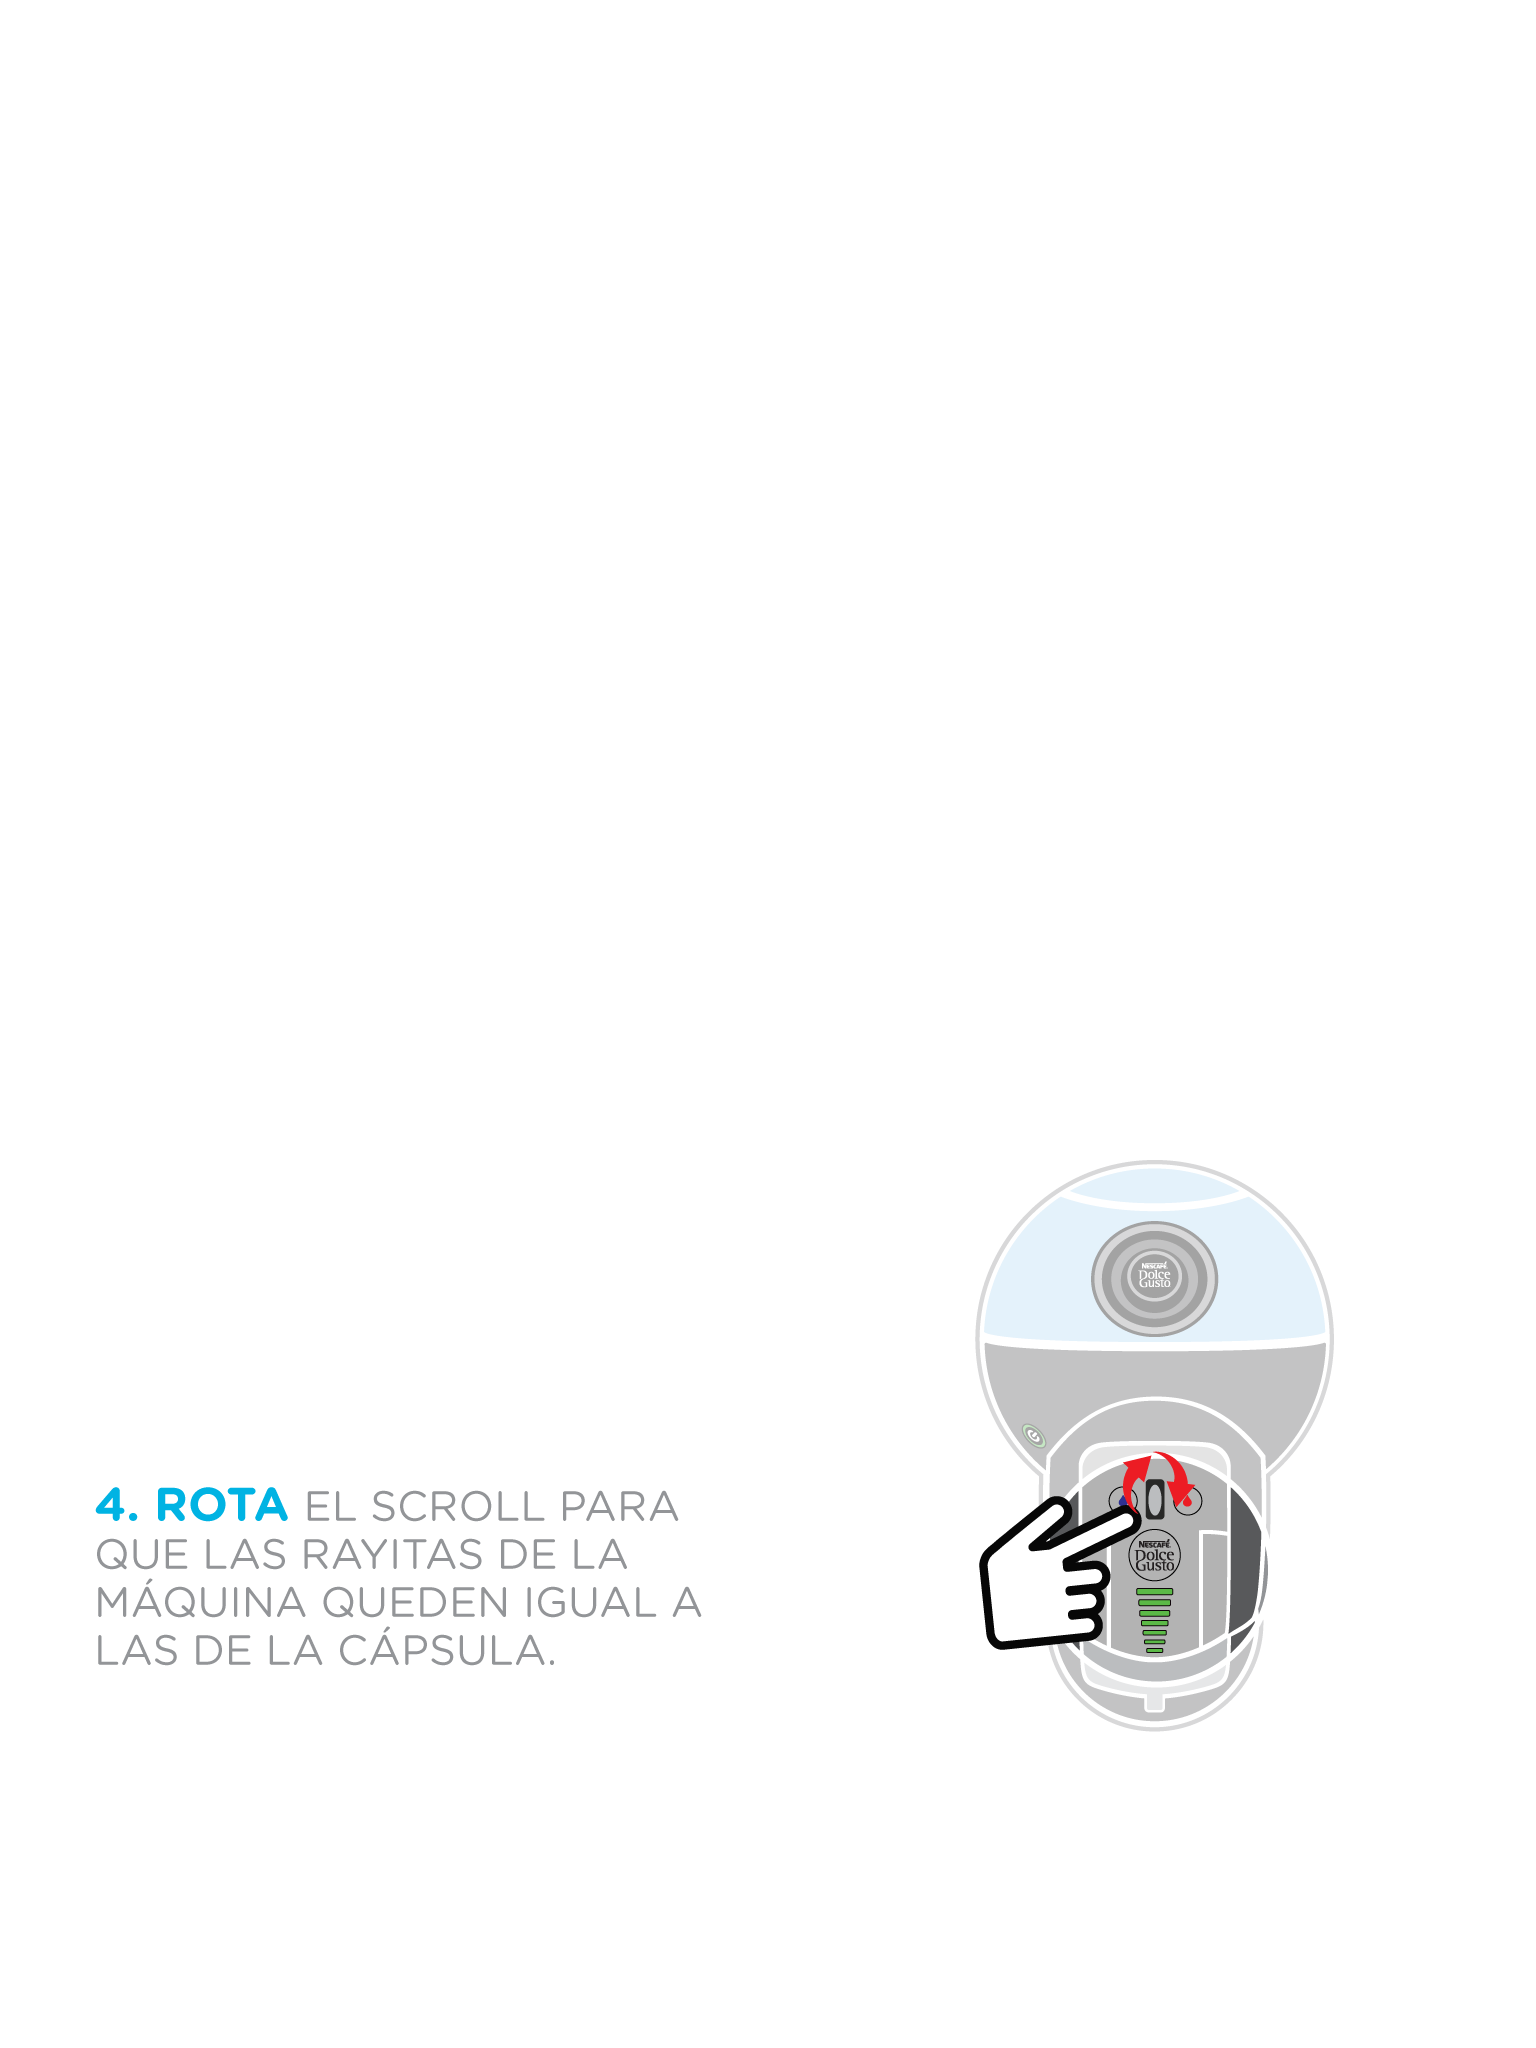 NESCAFÉ
Dolce
Gusto
4. ROTA EL SCROLL PARA
QUE LAS RAYITAS DE LA
MÁQUINA QUEDEN IGUAL A
LAS DE LA CÁPSULA.
NESCAFÉ
Dolce
Gusto